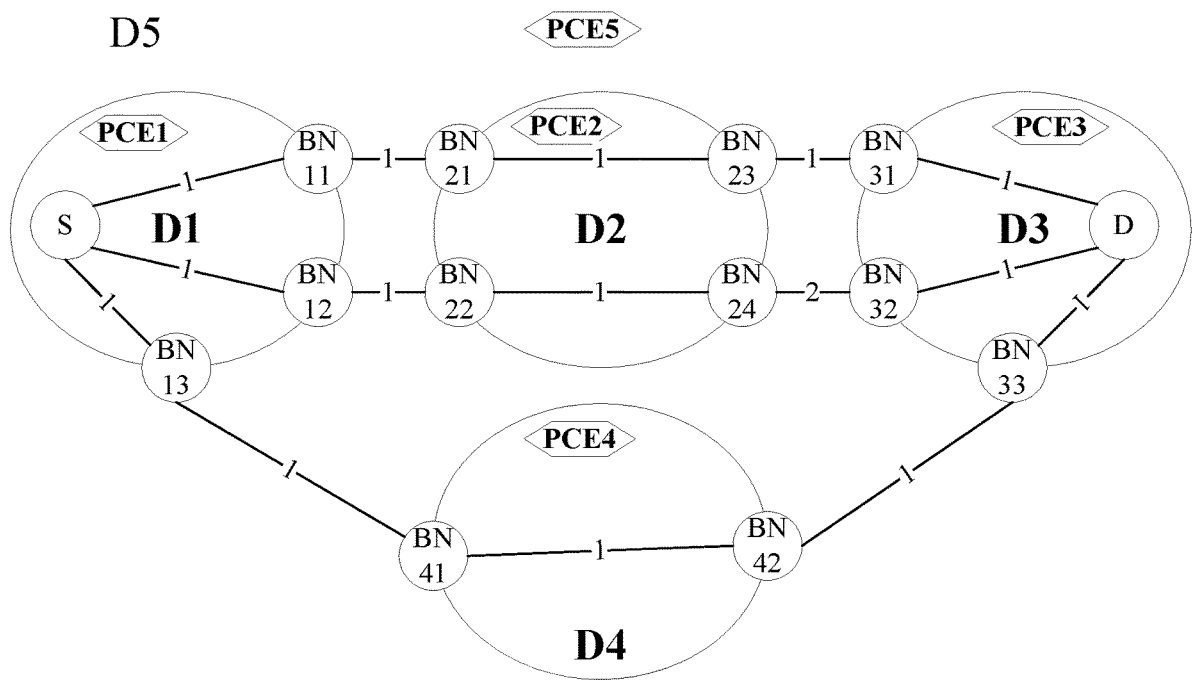 D5
PCE5
PCE1
PCE2
PCE3
BN
11
1
BN
21
1
BN
23
1
BN
31
1
1
S
D1
D2
D3
D
1
1
BN
12
1
BN
22
1
BN
24
2
BN
32
1
1
BN
13
BN
33
PCE4
1
1
BN
41
1
BN
42
D4